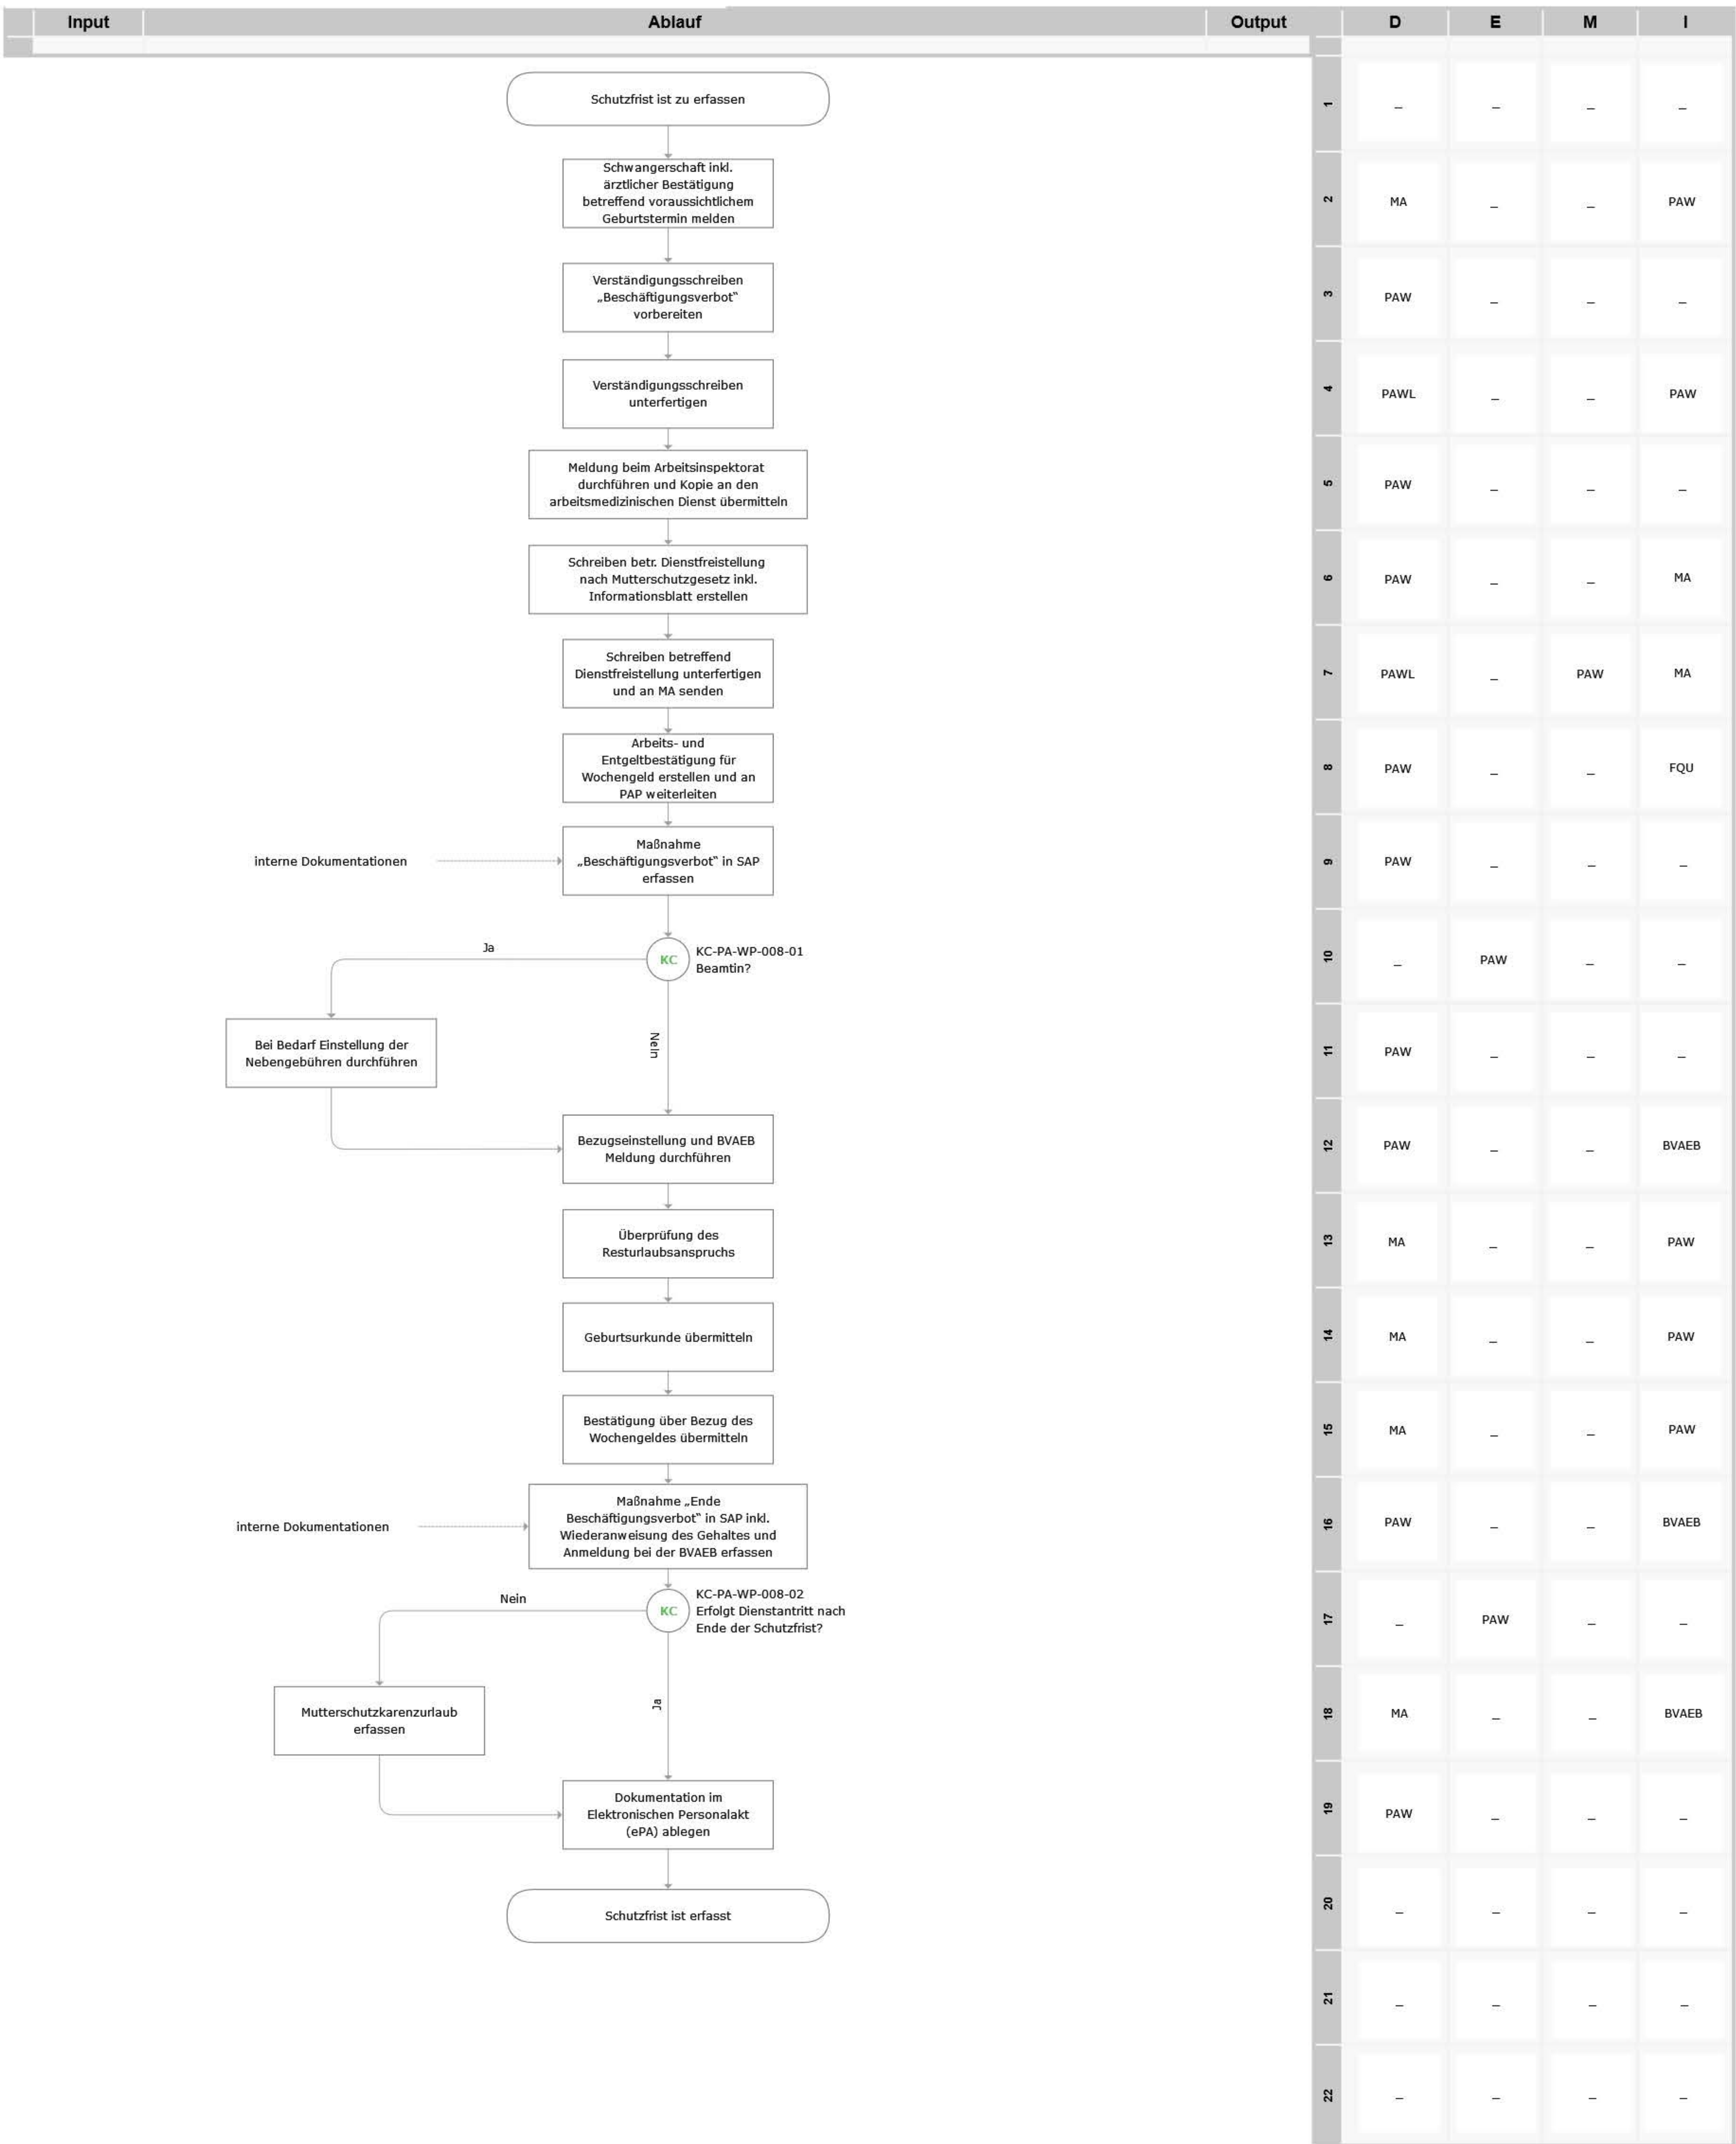 Input Ablauf Output D E M I
Schutzfrist ist zu erfassen
1 _ _ _ _
Schwangerschaft inkl.
ärztlicher Bestätigung
betreffend voraussichtlichem
Geburtstermin melden
2 MA _ _ PAW
Verständigungsschreiben
„Beschäftigungsverbot“
vorbereiten
3 PAW _ _ _
Verständigungsschreiben
unterfertigen
4 PAWL _ _ PAW
Meldung beim Arbeitsinspektorat
durchführen und Kopie an den
arbeitsmedizinischen Dienst übermitteln
5 PAW _ _ _
Schreiben betr. Dienstfreistellung
nach Mutterschutzgesetz inkl.
Informationsblatt erstellen
6 PAW _ _ MA
Schreiben betreffend
Dienstfreistellung unterfertigen
und an MA senden
7 PAWL _ PAW MA
Arbeits- und
Entgeltbestätigung für
Wochengeld erstellen und an
PAP weiterleiten
8 PAW _ _ FQU
interne Dokumentationen
Maßnahme
„Beschäftigungsverbot“ in SAP
erfassen
9 PAW _ _ _
Ja
KC
KC-PA-WP-008-01
Beamtin?
10 _ PAW _ _
Bei Bedarf Einstellung der
Nebengebühren durchführen
Nein
11 PAW _ _ _
Bezugseinstellung und BVAEB
Meldung durchführen
12 PAW _ _ BVAEB
Überprüfung des
Resturlaubsanspruchs
13 MA _ _ PAW
Geburtsurkunde übermitteln
14 MA _ _ PAW
Bestätigung über Bezug des
Wochengeldes übermitteln
15 MA _ _ PAW
interne Dokumentationen
Maßnahme „Ende
Beschäftigungsverbot“ in SAP inkl.
Wiederanweisung des Gehaltes und
Anmeldung bei der BVAEB erfassen
16 PAW _ _ BVAEB
Nein
KC
KC-PA-WP-008-02
Erfolgt Dienstantritt nach
Ende der Schutzfrist?
17 _ PAW _ _
Mutterschutzkarenzurlaub
erfassen
Ja
18 MA _ _ BVAEB
Dokumentation im
Elektronischen Personalakt
(ePA) ablegen
19 PAW _ _ _
Schutzfrist ist erfasst
20 _ _ _ _
21 _ _ _ _
22 _ _ _ _